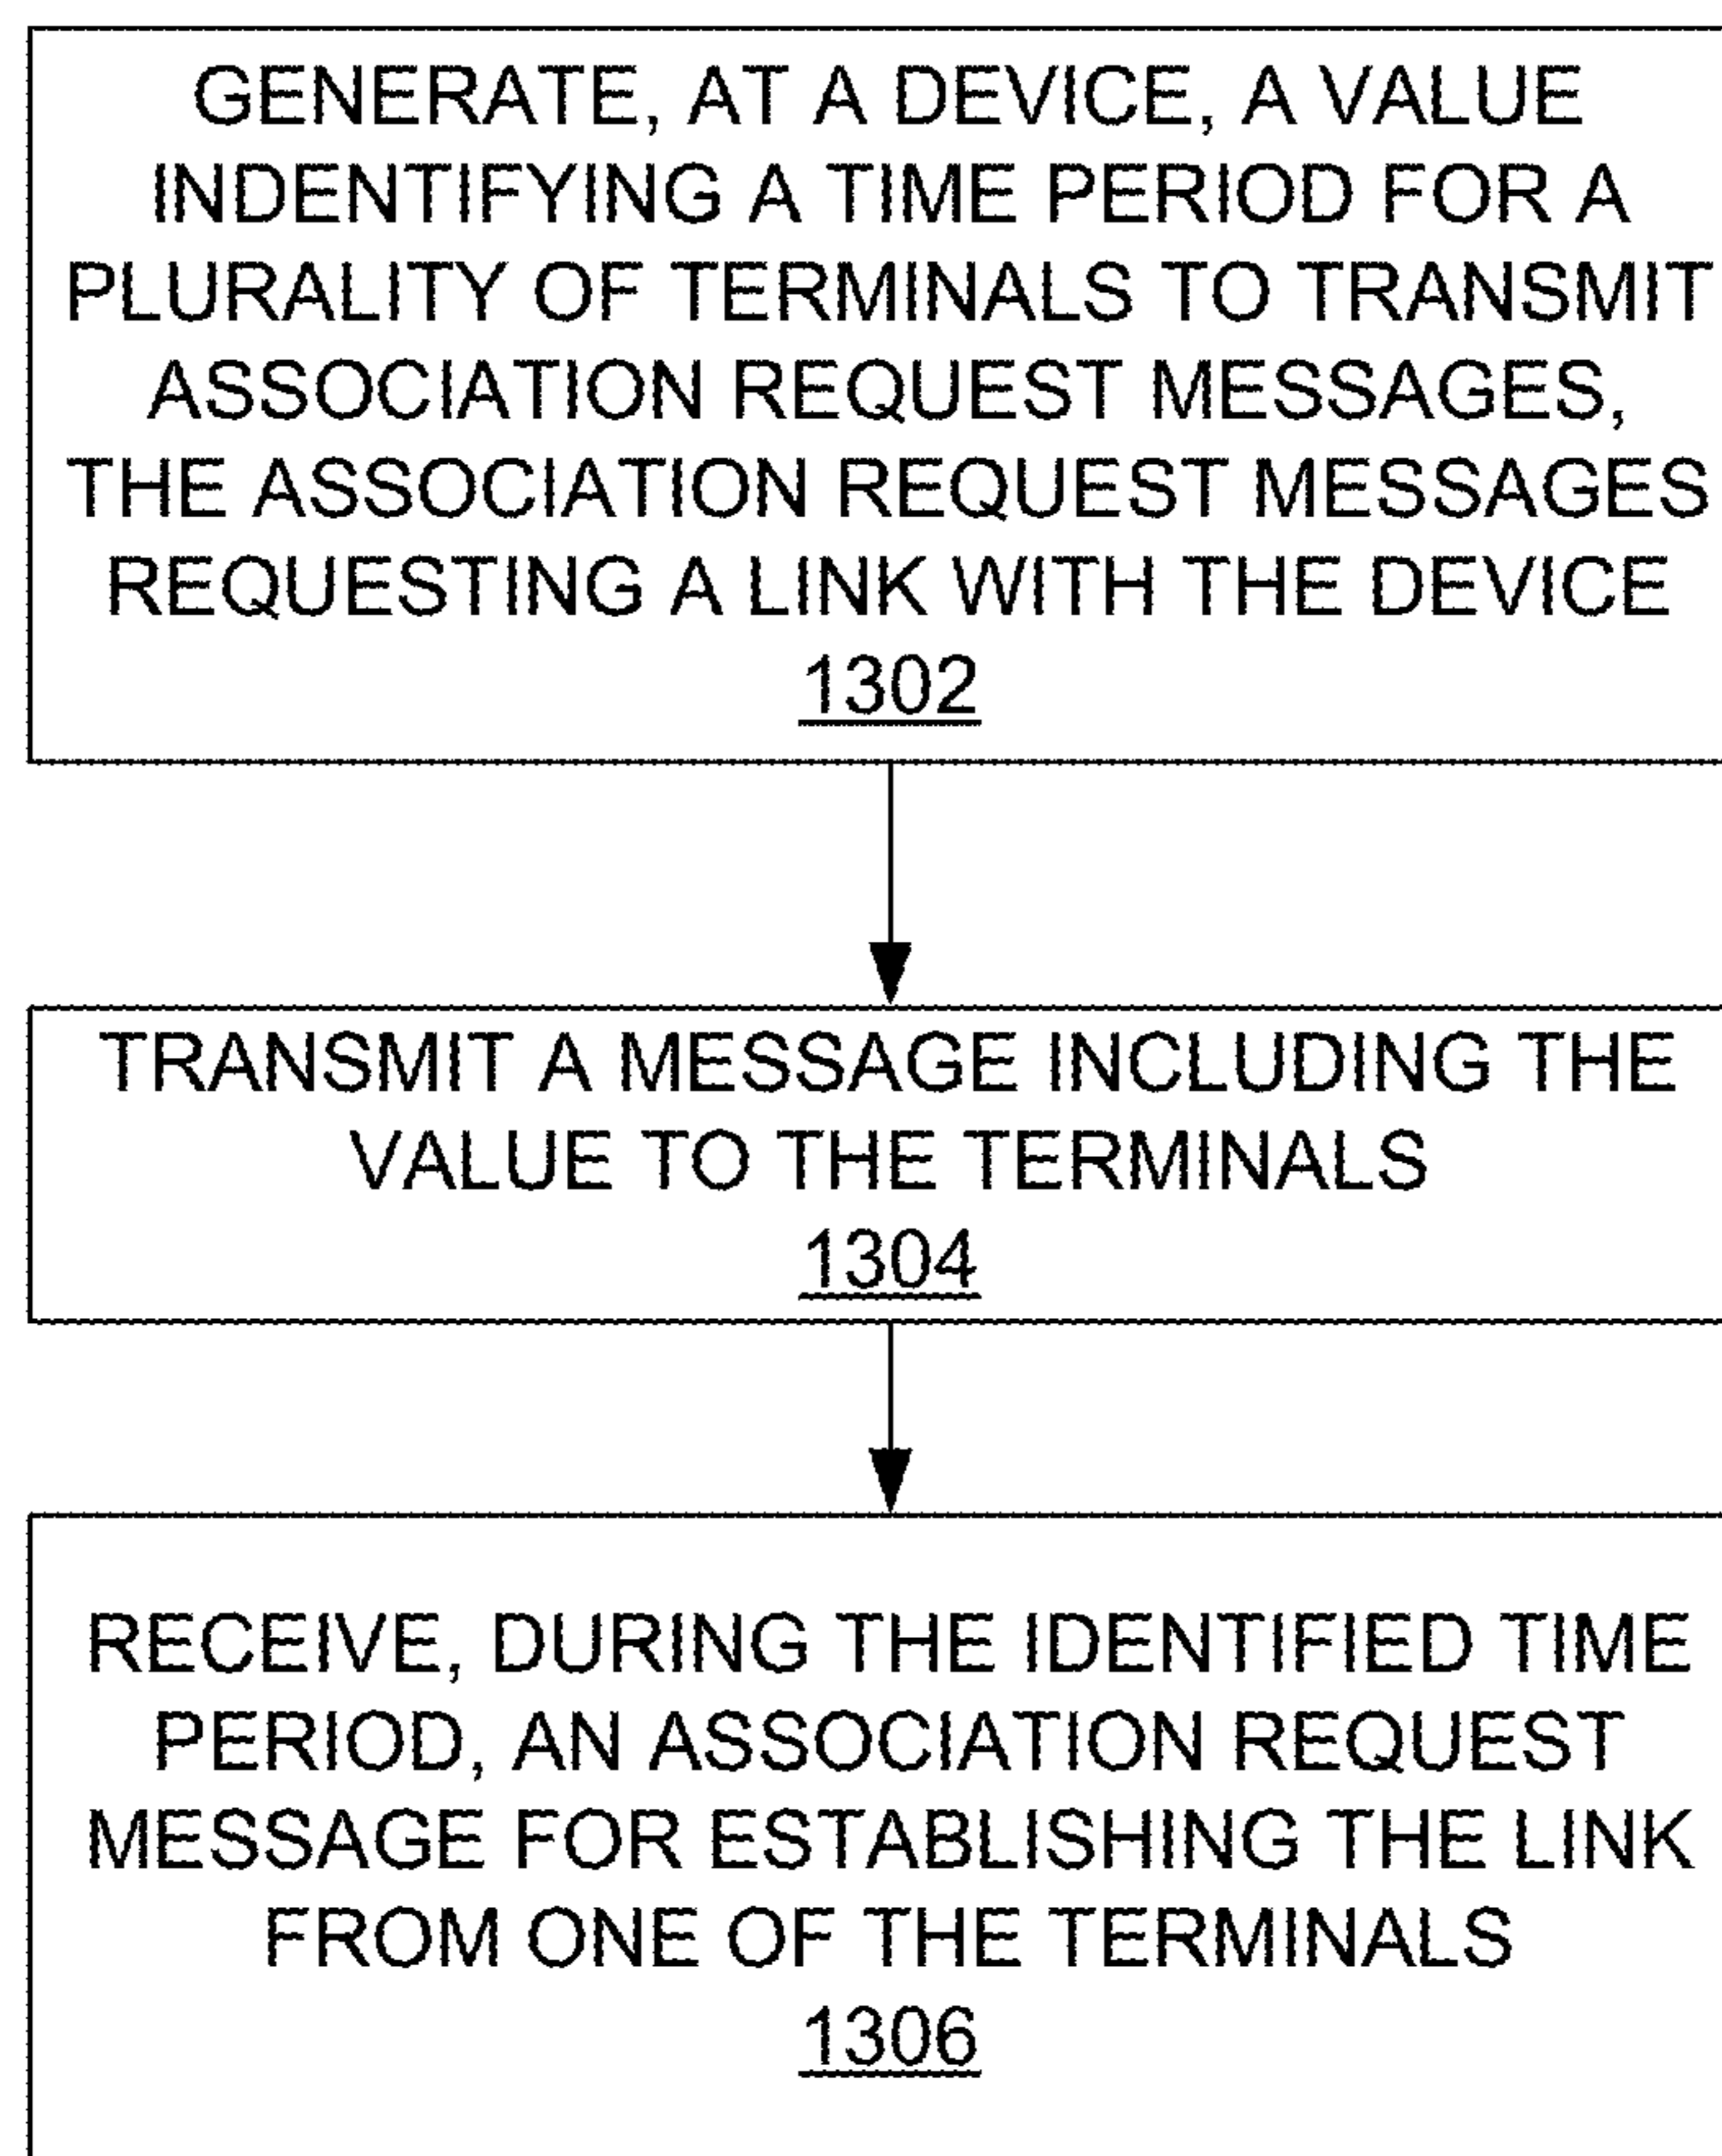 GENERATE, AT A DEVICE, A VALUE
INDENTIFYING A TIME PERIOD FOR A
PLURALITY OF TERMINALS TO TRANSMIT
ASSOCIATION REQUEST MESSAGES,
THE ASSOCIATION REQUEST MESSAGES
REQUESTING A LINK WITH THE DEVICE
1302
TRANSMIT A MESSAGE INCLUDING THE
VALUE TO THE TERMINALS
1304
RECEIVE, DURING THE IDENTIFIED TIME
PERIOD, AN ASSOCIATION REQUEST
MESSAGE FOR ESTABLISHING THE LINK
FROM ONE OF THE TERMINALS
1306